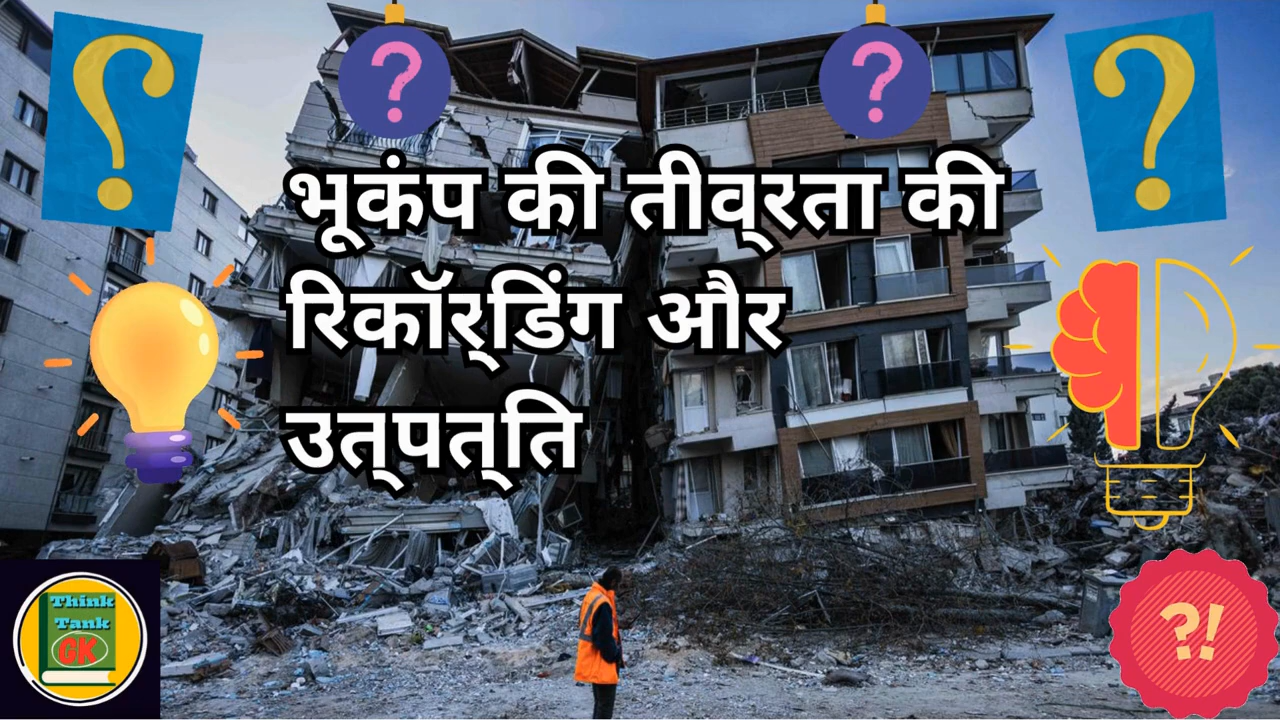 ?
?
?
?
भूकंप की तीव्रता की
रिकॉर्डिंग और
उत्पत्ति
Think
Tank
GK
?!